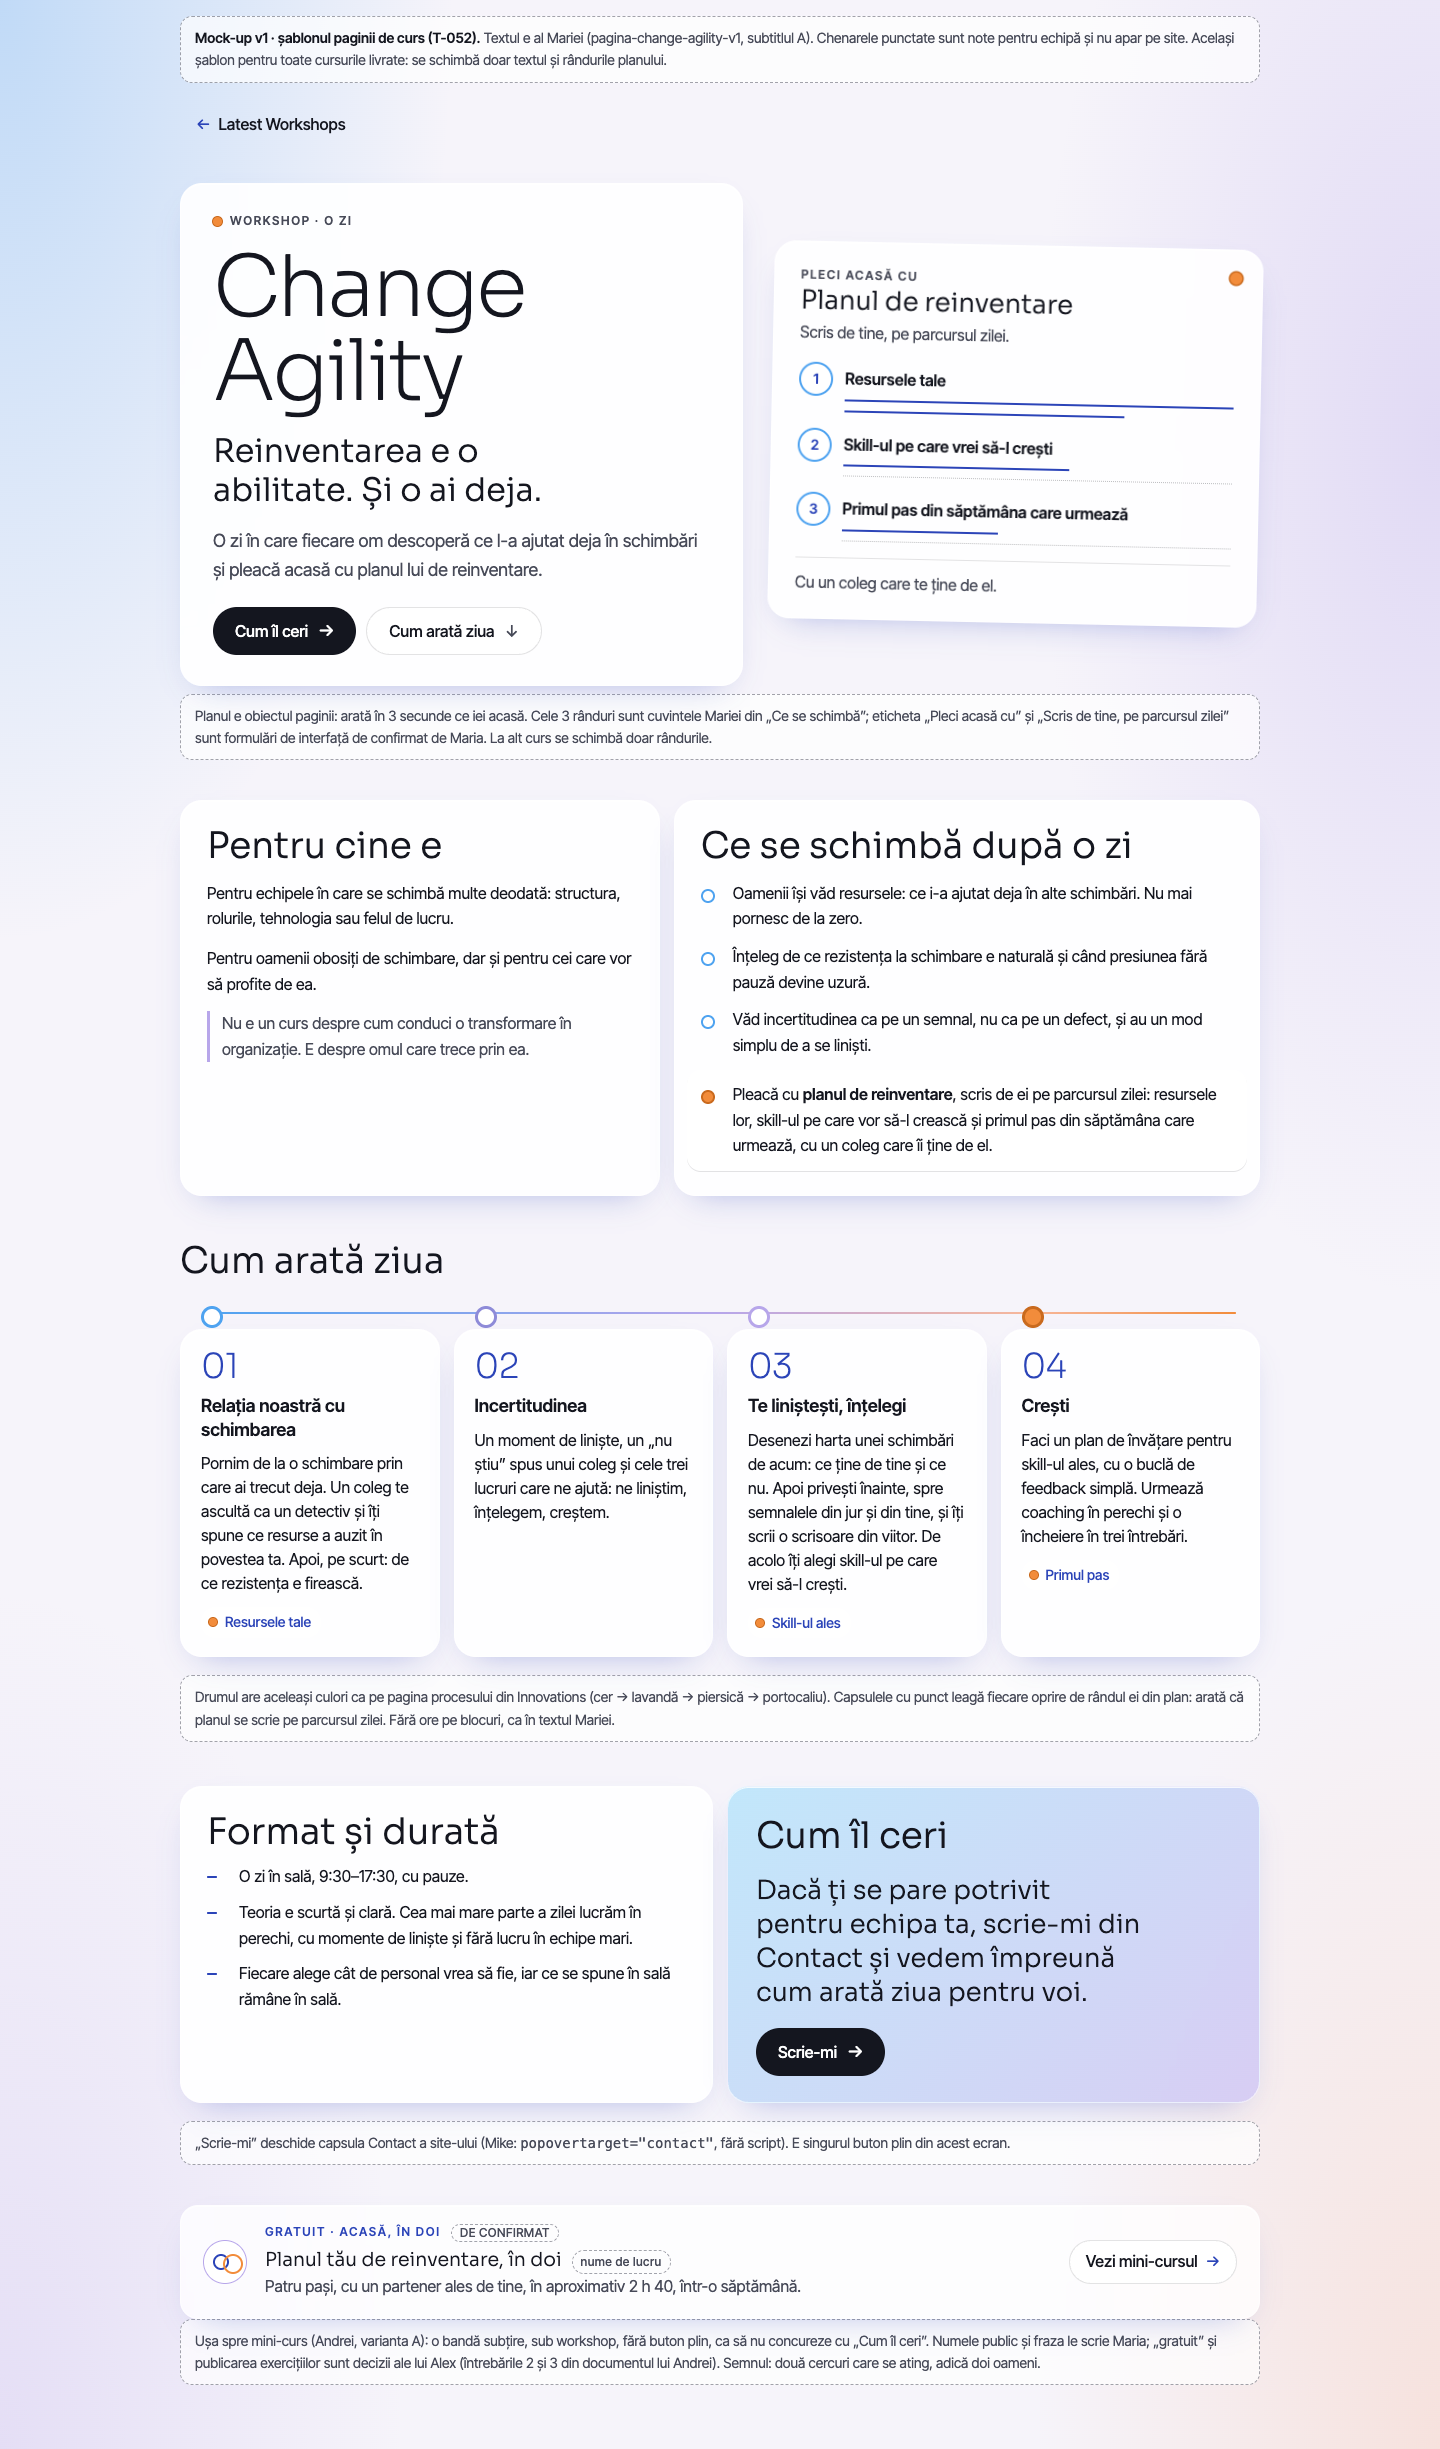 Mock-up v1 · șablonul paginii de curs (T-052). Textul e al Mariei (pagina-change-agility-v1, subtitlul A). Chenarele punctate sunt note pentru echipă și nu apar pe site. Același
șablon pentru toate cursurile livrate: se schimbă doar textul și rândurile planului.
← Latest Workshops
WORKSHOP · O ZI
Change
Agility
Reinventarea e o
abilitate. Și o ai deja.
O zi în care fiecare om descoperă ce l-a ajutat deja în schimbări
și pleacă acasă cu planul lui de reinventare.
Cum îl ceri →
Cum arată ziua ↓
PLECI ACASĂ CU
Planul de reinventare
Scris de tine, pe parcursul zilei.
1 Resursele tale
2 Skill-ul pe care vrei să-l crești
3 Primul pas din săptămâna care urmează
Cu un coleg care te ține de el.
Planul e obiectul paginii: arată în 3 secunde ce iei acasă. Cele 3 rânduri sunt cuvintele Mariei din „Ce se schimbă”; eticheta „Pleci acasă cu” și „Scris de tine, pe parcursul zilei”
sunt formulări de interfață de confirmat de Maria. La alt curs se schimbă doar rândurile.
Pentru cine e
Pentru echipele în care se schimbă multe deodată: structura,
rolurile, tehnologia sau felul de lucru.
Pentru oamenii obosiți de schimbare, dar și pentru cei care vor
să profite de ea.
Nu e un curs despre cum conduci o transformare în
organizație. E despre omul care trece prin ea.
Ce se schimbă după o zi
Oamenii își văd resursele: ce i-a ajutat deja în alte schimbări. Nu mai
pornesc de la zero.
Înțeleg de ce rezistența la schimbare e naturală și când presiunea fără
pauză devine uzură.
Văd incertitudinea ca pe un semnal, nu ca pe un defect, și au un mod
simplu de a se liniști.
Pleacă cu planul de reinventare, scris de ei pe parcursul zilei: resursele
lor, skill-ul pe care vor să-l crească și primul pas din săptămâna care
urmează, cu un coleg care îi ține de el.
Cum arată ziua
01
Relația noastră cu
schimbarea
Pornim de la o schimbare prin
care ai trecut deja. Un coleg te
ascultă ca un detectiv și îți
spune ce resurse a auzit în
povestea ta. Apoi, pe scurt: de
ce rezistența e firească.
Resursele tale
02
Incertitudinea
Un moment de liniște, un „nu
știu” spus unui coleg și cele trei
lucruri care ne ajută: ne liniștim,
înțelegem, creștem.
03
Te liniștești, înțelegi
Desenezi harta unei schimbări
de acum: ce ține de tine și ce
nu. Apoi privești înainte, spre
semnalele din jur și din tine, și îți
scrii o scrisoare din viitor. De
acolo îți alegi skill-ul pe care
vrei să-l crești.
Skill-ul ales
04
Crești
Faci un plan de învățare pentru
skill-ul ales, cu o buclă de
feedback simplă. Urmează
coaching în perechi și o
încheiere în trei întrebări.
Primul pas
Drumul are aceleași culori ca pe pagina procesului din Innovations (cer → lavandă → piersică → portocaliu). Capsulele cu punct leagă fiecare oprire de rândul ei din plan: arată că
planul se scrie pe parcursul zilei. Fără ore pe blocuri, ca în textul Mariei.
Format și durată
– O zi în sală, 9:30–17:30, cu pauze.
– Teoria e scurtă și clară. Cea mai mare parte a zilei lucrăm în
perechi, cu momente de liniște și fără lucru în echipe mari.
– Fiecare alege cât de personal vrea să fie, iar ce se spune în sală
rămâne în sală.
Cum îl ceri
Dacă ți se pare potrivit
pentru echipa ta, scrie-mi din
Contact și vedem împreună
cum arată ziua pentru voi.
Scrie-mi →
„Scrie-mi” deschide capsula Contact a site-ului (Mike: popovertarget="contact", fără script). E singurul buton plin din acest ecran.
GRATUIT · ACASĂ, ÎN DOI DE CONFIRMAT
Planul tău de reinventare, în doi nume de lucru
Patru pași, cu un partener ales de tine, în aproximativ 2 h 40, într-o săptămână.
Vezi mini-cursul →
Ușa spre mini-curs (Andrei, varianta A): o bandă subțire, sub workshop, fără buton plin, ca să nu concureze cu „Cum îl ceri”. Numele public și fraza le scrie Maria; „gratuit” și
publicarea exercițiilor sunt decizii ale lui Alex (întrebările 2 și 3 din documentul lui Andrei). Semnul: două cercuri care se ating, adică doi oameni.